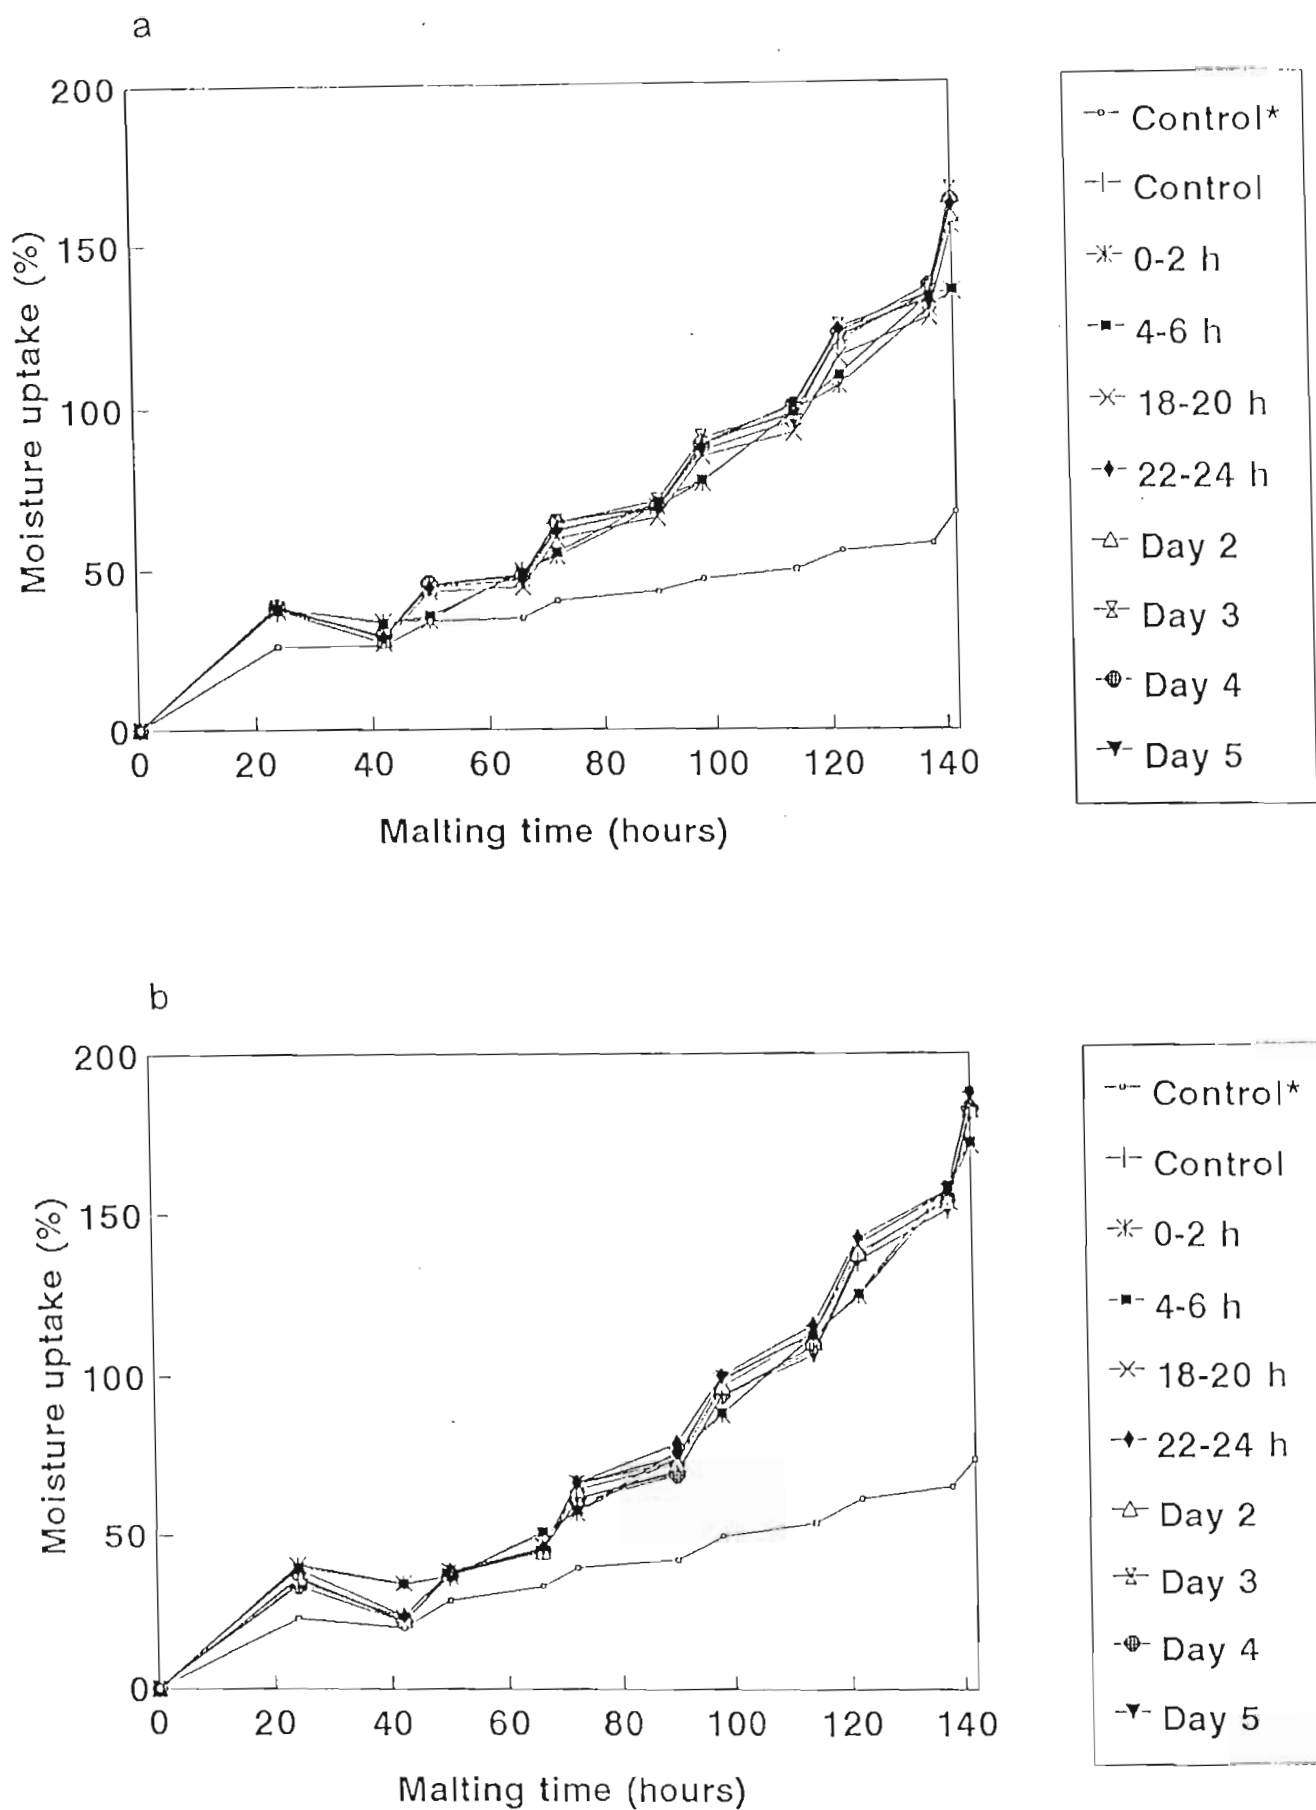 a
200
150
100
50
0
0 20 40 60 80 100 120 140
Moisture uptake (%)
Malting time (hours)
Control*
Control
0-2 h
4-6 h
18-20 h
22-24 h
Day 2
Day 3
Day 4
Day 5
b
200
150
100
50
0
0 20 40 60 80 100 120 140
Moisture uptake (%)
Malting time (hours)
Control*
Control
0-2 h
4-6 h
18-20 h
22-24 h
Day 2
Day 3
Day 4
Day 5